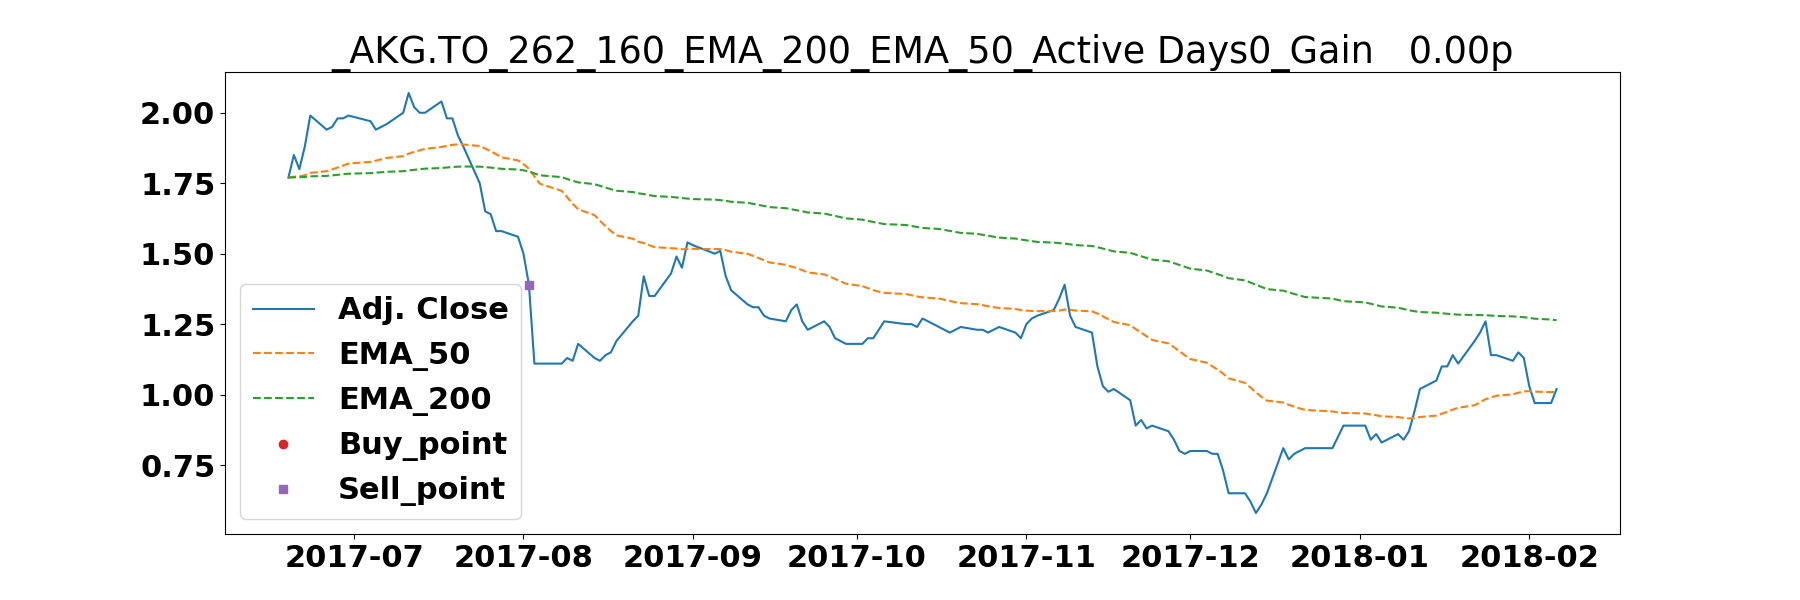 _AKG.TO_262_160_EMA_200_EMA_50_Active Days0_Gain   0.00p
2.00
1.75
1.50
1.25
1.00
0.75
Adj. Close
EMA_50
EMA_200
Buy_point
Sell_point
2017-07 2017-08 2017-09 2017-10 2017-11 2017-12 2018-01 2018-02